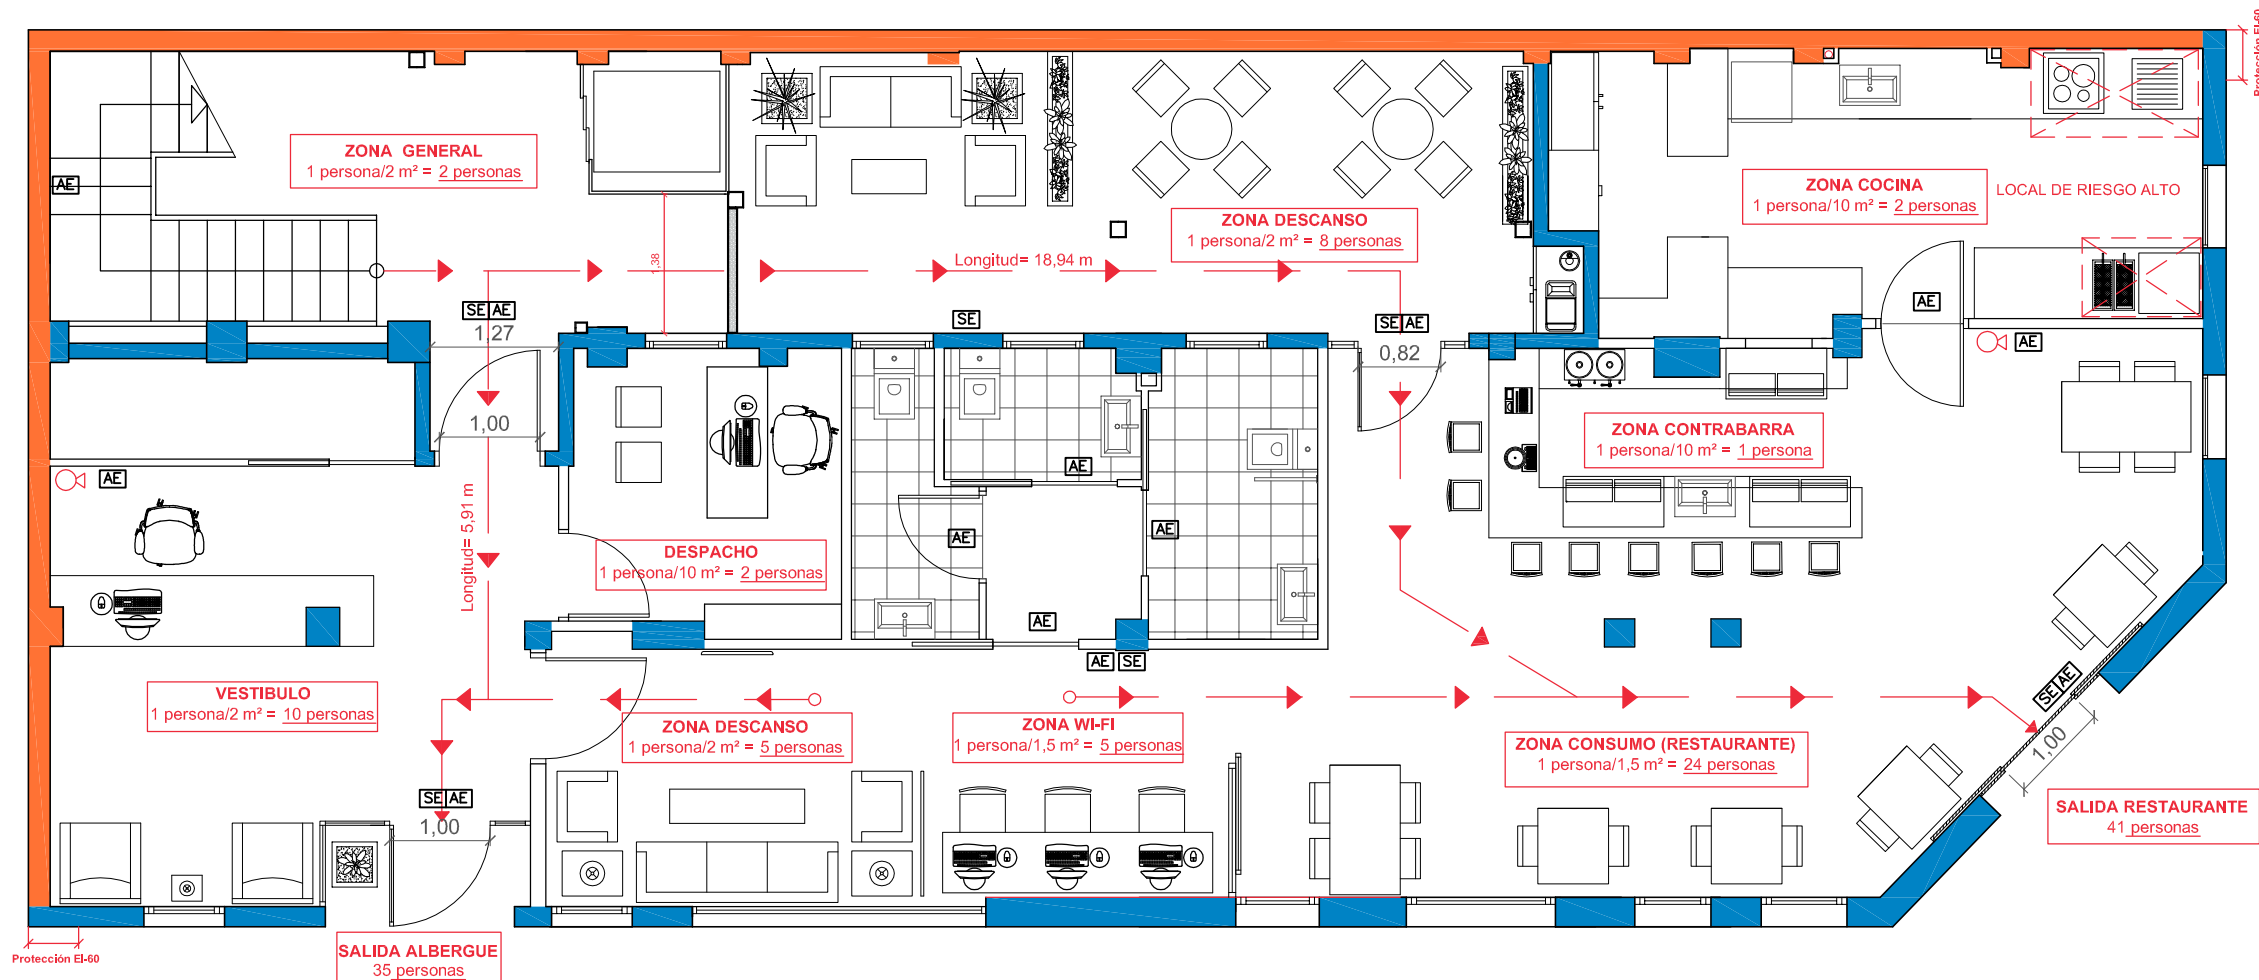 Protección EI-60
ZONA GENERAL
1 persona/2 m² = 2 personas
AE
ZONA COCINA
1 persona/10 m² = 2 personas
LOCAL DE RIESGO ALTO
ZONA DESCANSO
1 persona/2 m² = 8 personas
1,38
Longitud= 18,94 m
AE
SE AE
1,27
SE
SE AE
0,82
AE
1,00
ZONA CONTRABARRA
1 persona/10 m² = 1 persona
AE
AE
Longitud= 5,91 m
AE
AE
DESPACHO
1 persona/10 m² = 2 personas
AE
AE SE
SE AE
1,00
VESTIBULO
1 persona/2 m² = 10 personas
ZONA DESCANSO
1 persona/2 m² = 5 personas
ZONA WI-FI
1 persona/1,5 m² = 5 personas
ZONA CONSUMO (RESTAURANTE)
1 persona/1,5 m² = 24 personas
SE AE
1,00
SALIDA RESTAURANTE
41 personas
SALIDA ALBERGUE
35 personas
Protección EI-60